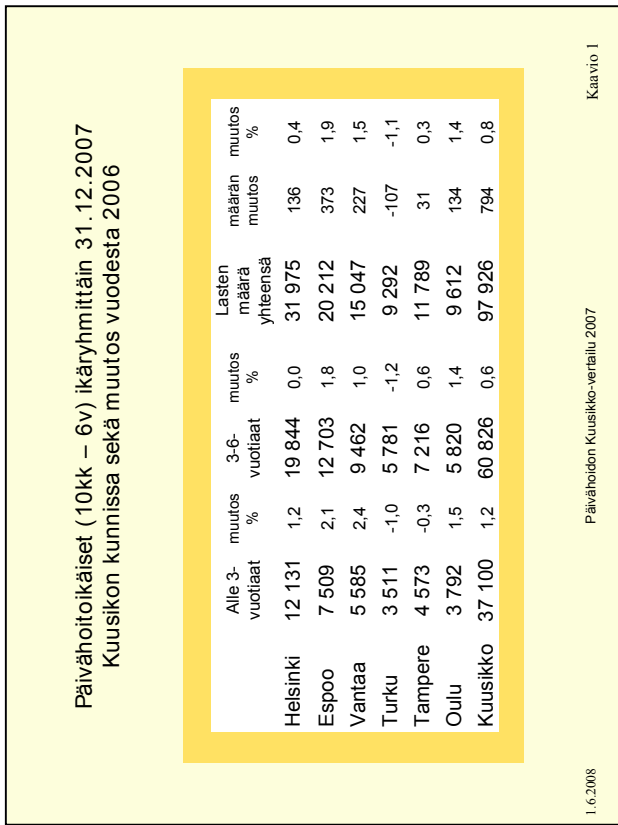 Päivähoitoikäiset (10kk – 6v) ikäryhmittäin 31.12.2007
Kuusikon kunnissa sekä muutos vuodesta 2006
Alle 3- muutos 3-6- muutos Lasten määrän muutos
vuotiaat % vuotiaat % määrä muutos %
yhteensä
Helsinki 12 131 1,2 19 844 0,0 31 975 136 0,4
Espoo 7 509 2,1 12 703 1,8 20 212 373 1,9
Vantaa 5 585 2,4 9 462 1,0 15 047 227 1,5
Turku 3 511 -1,0 5 781 -1,2 9 292 -107 -1,1
Tampere 4 573 -0,3 7 216 0,6 11 789 31 0,3
Oulu 3 792 1,5 5 820 1,4 9 612 134 1,4
Kuusikko 37 100 1,2 60 826 0,6 97 926 794 0,8
1.6.2008 Päivähoidon Kuusikko-vertailu 2007 Kaavio 1